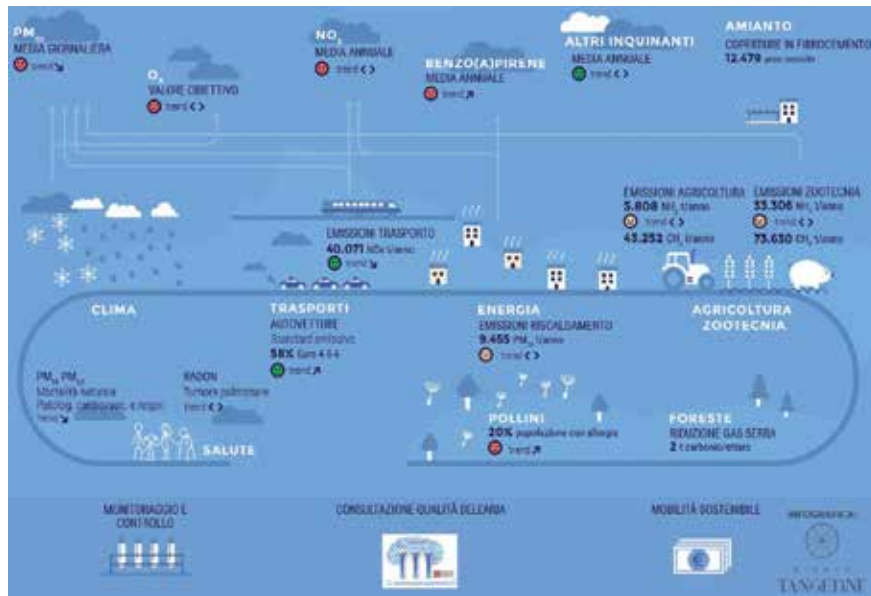 PM₁₀
MEDIA GIORNALIERA
trend
O₃
VALORE OBIETTIVO
trend
NO₂
MEDIA ANNUALE
trend
BENZO(A)PIRENE
MEDIA ANNUALE
trend
ALTRI INQUINANTI
MEDIA ANNUALE
trend
AMIANTO
COPERTURE IN FIBROCEMENTO
12.479
EMISSIONI TRASPORTO
40.071 NOx t/anno
trend
EMISSIONI AGRICOLTURA
5.808 NH₃ t/anno
trend
43.252 CH₄ t/anno
EMISSIONI ZOOTECNIA
33.306 NH₃ t/anno
trend
73.630 CH₄ t/anno
CLIMA
TRASPORTI
AUTOVETTURE
Standard emissivo
58% Euro 4-5-6
trend
ENERGIA
EMISSIONI RISCALDAMENTO
9.455 PM₁₀ t/anno
trend
AGRICOLTURA
ZOOTECNIA
Mortalità naturale
trend
RADON
Tumore polmonare
trend
SALUTE
POLLINI
20% popolazione con allergia
trend
FORESTE
RIDUZIONE GAS SERRA
2 t carbonio/ettaro
MONITORAGGIO E
CONTROLLO
CONSULTAZIONE QUALITÀ DELL'ARIA
MOBILITÀ SOSTENIBILE
INFOGRAFICA: